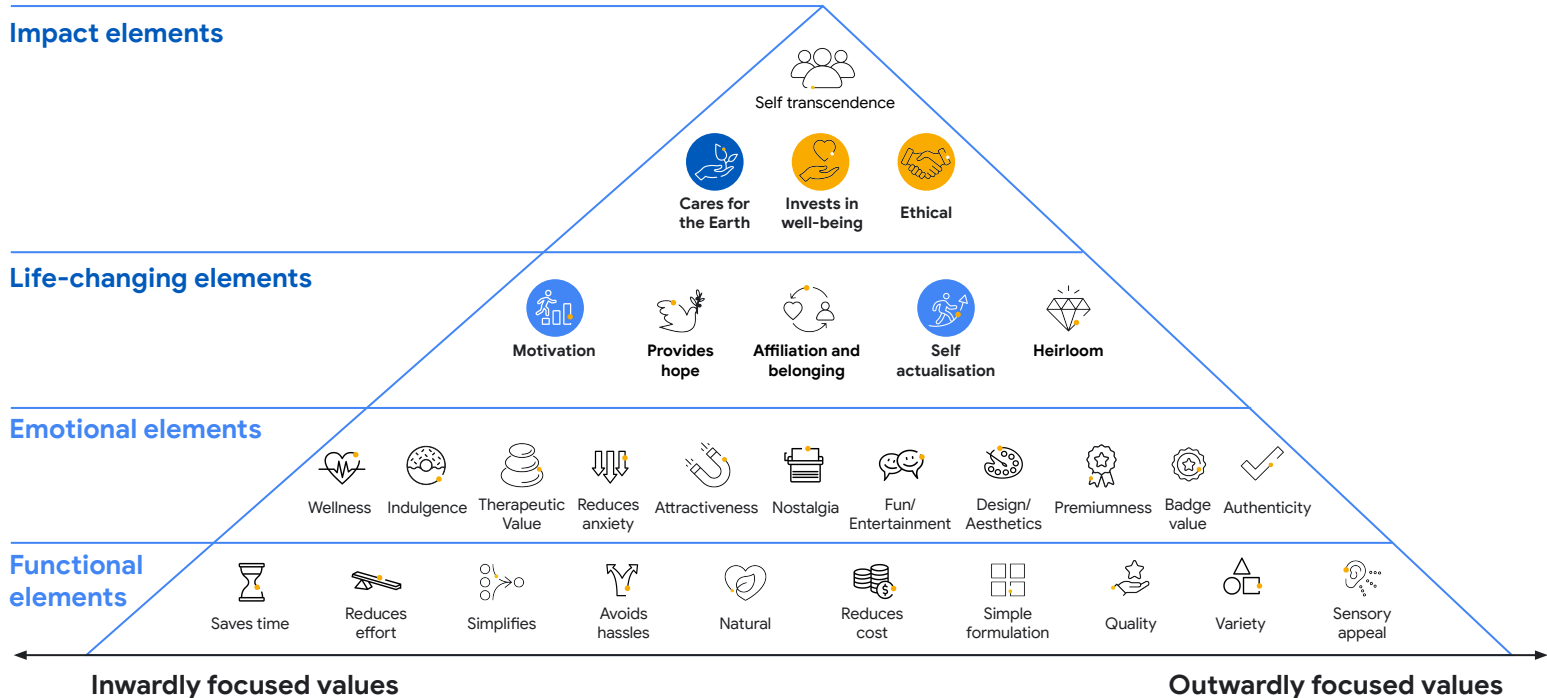 Impact elements
Self transcendence
Cares for
the Earth
Invests in
well-being
Ethical
Life-changing elements
Motivation
Provides
hope
Affiliation and
belonging
Self
actualisation
Heirloom
Emotional elements
Wellness
Indulgence
Therapeutic
Value
Reduces
anxiety
Attractiveness
Nostalgia
Fun/
Entertainment
Design/
Aesthetics
Premiumness
Badge
value
Authenticity
Functional
elements
Saves time
Reduces
effort
Simplifies
Avoids
hassles
Natural
$
Reduces
cost
Simple
formulation
Quality
Variety
Sensory
appeal
Inwardly focused values
Outwardly focused values